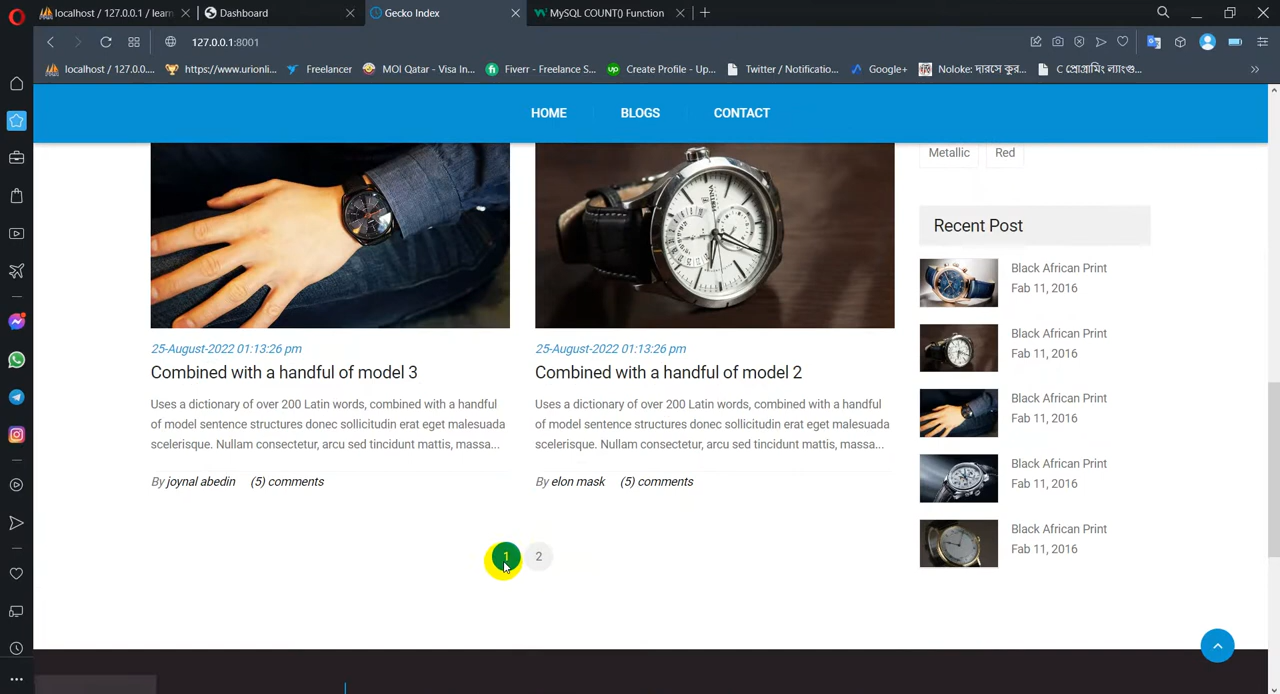 localhost / 127.0.0.1 / lear
Dashboard
Gecko Index
MySQL COUNT() Function
127.0.0.1:8001
localhost / 127.0.0....
https://www.urionli...
Freelancer
MOI Qatar - Visa In...
Fiverr - Freelance S...
Create Profile - Up...
Twitter / Notificatio...
Google+
Noloke: দারসে কুর...
C প্রোগ্রামিং ল্যাংগু...
HOME
BLOGS
CONTACT
Metallic
Red
Recent Post
Black African Print
Fab 11, 2016
Black African Print
Fab 11, 2016
Black African Print
Fab 11, 2016
Black African Print
Fab 11, 2016
Black African Print
Fab 11, 2016
25-August-2022 01:13:26 pm
Combined with a handful of model 3
Uses a dictionary of over 200 Latin words, combined with a handful
of model sentence structures donec sollicitudin erat eget malesuada
scelerisque. Nullam consectetur, arcu sed tincidunt mattis, massa...
By joynal abedin (5) comments
25-August-2022 01:13:26 pm
Combined with a handful of model 2
Uses a dictionary of over 200 Latin words, combined with a handful
of model sentence structures donec sollicitudin erat eget malesuada
scelerisque. Nullam consectetur, arcu sed tincidunt mattis, massa...
By elon mask (5) comments
1
2